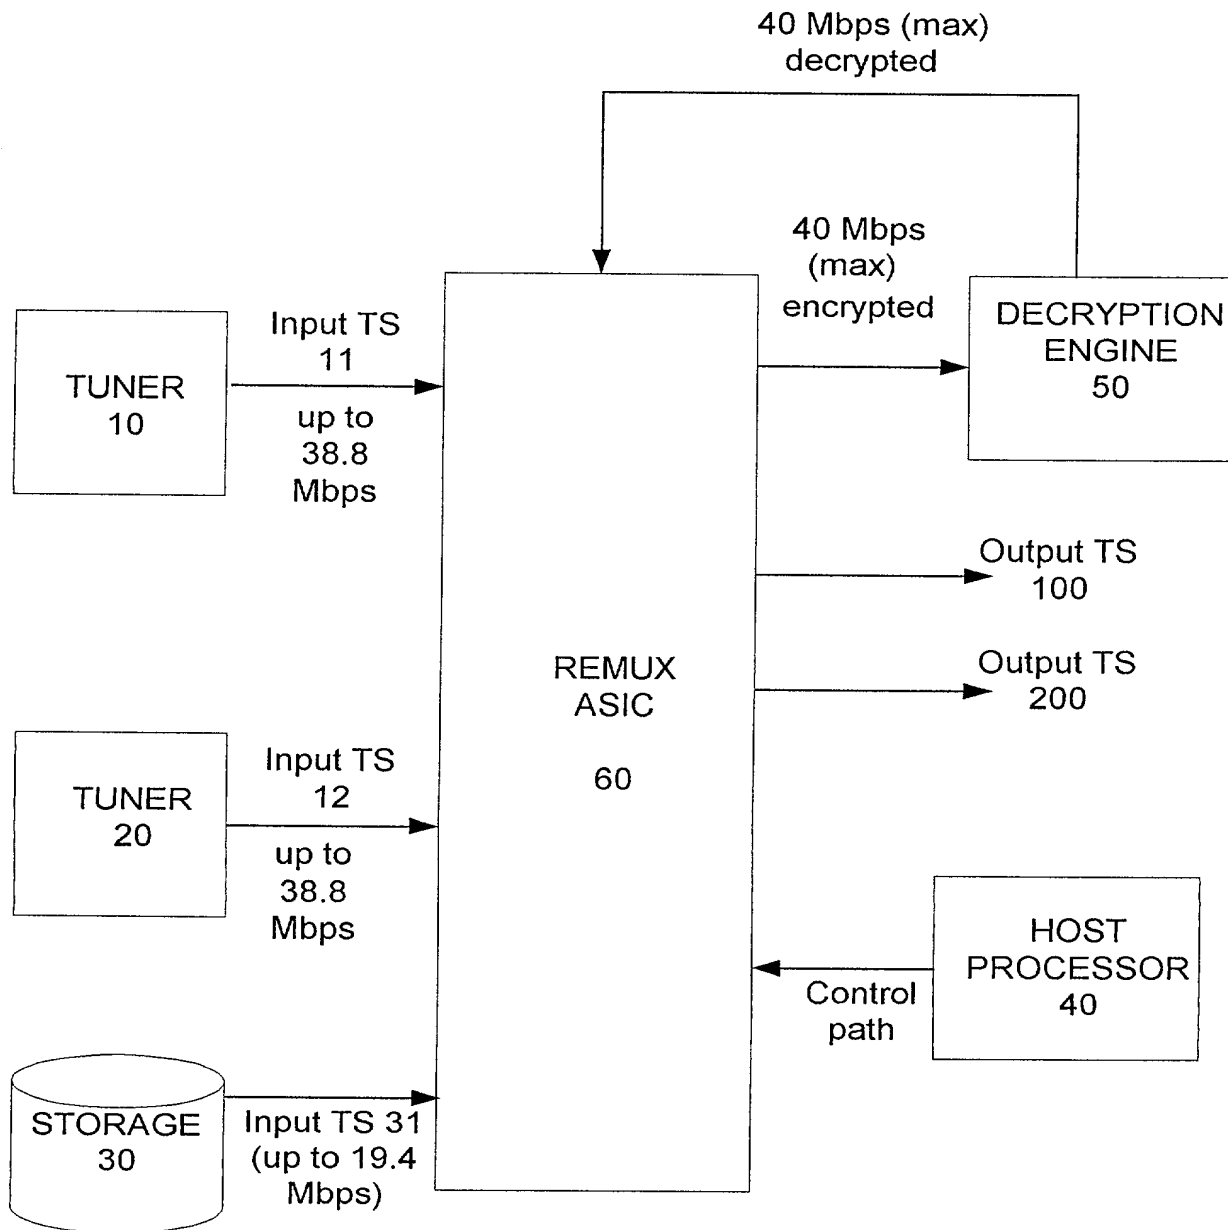 40 Mbps (max)
decrypted
40 Mbps
(max)
encrypted
DECRYPTION
ENGINE
50
Input TS
11
TUNER
10
up to
38.8
Mbps
Output TS
100
REMUX
ASIC
60
Output TS
200
Input TS
12
TUNER
20
up to
38.8
Mbps
HOST
PROCESSOR
40
Control
path
STORAGE
30
Input TS 31
(up to 19.4
Mbps)